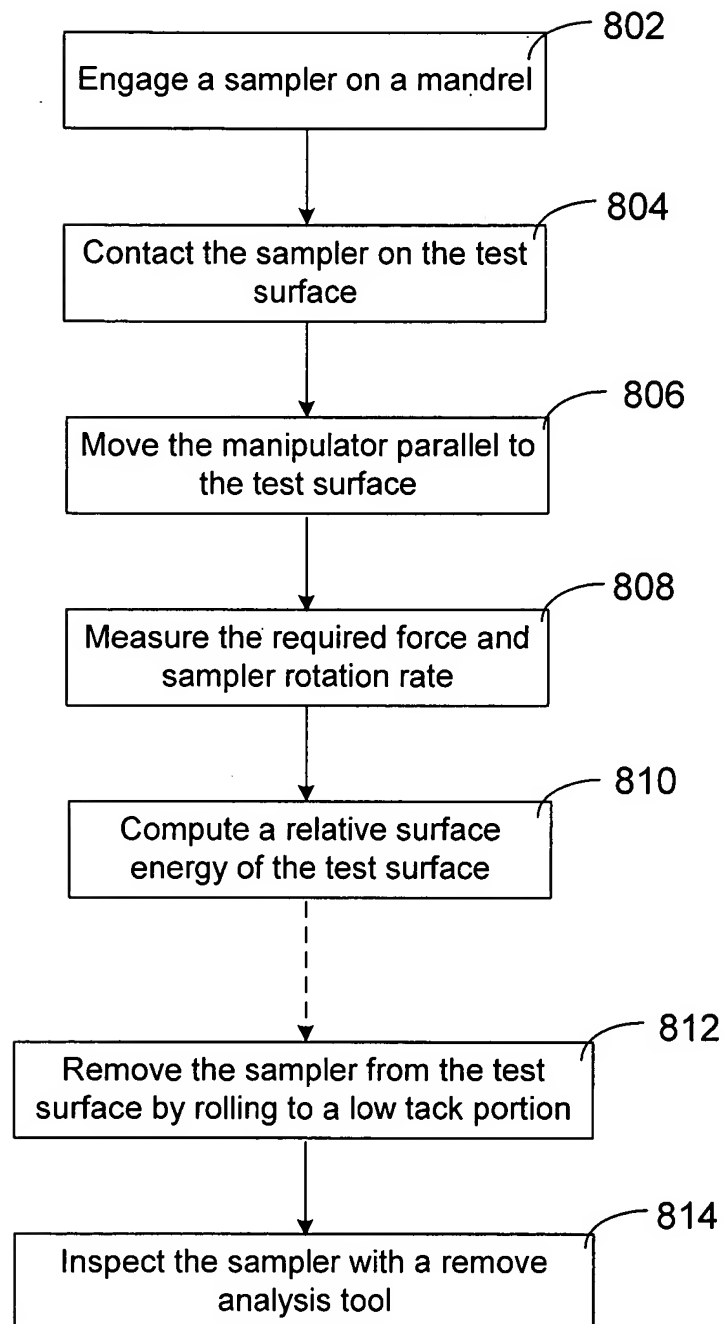 802
Engage a sampler on a mandrel
804
Contact the sampler on the test
surface
806
Move the manipulator parallel to
the test surface
808
Measure the required force and
sampler rotation rate
810
Compute a relative surface
energy of the test surface
812
Remove the sampler from the test
surface by rolling to a low tack portion
814
Inspect the sampler with a remove
analysis tool